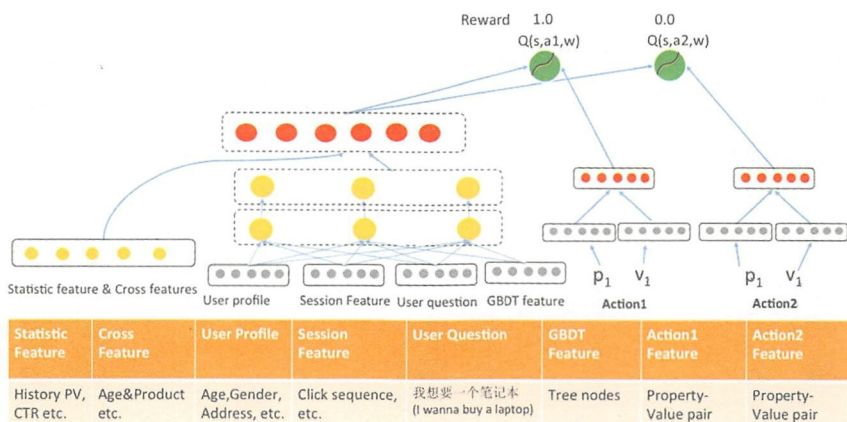 Reward 1.0 0.0
Q(s,a1,w) Q(s,a2,w)
Statistic feature & Cross features
User profile Session Feature User question GBDT feature
p1 v1 p1 v1
Action1 Action2
Statistic Feature
Cross Feature
User Profile
Session Feature
User Question
GBDT Feature
Action1 Feature
Action2 Feature
History PV, CTR etc.
Age&Product etc.
Age,Gender, Address, etc.
Click sequence, etc.
我想要一个笔记本
(I wanna buy a laptop)
Tree nodes
Property-Value pair
Property-Value pair